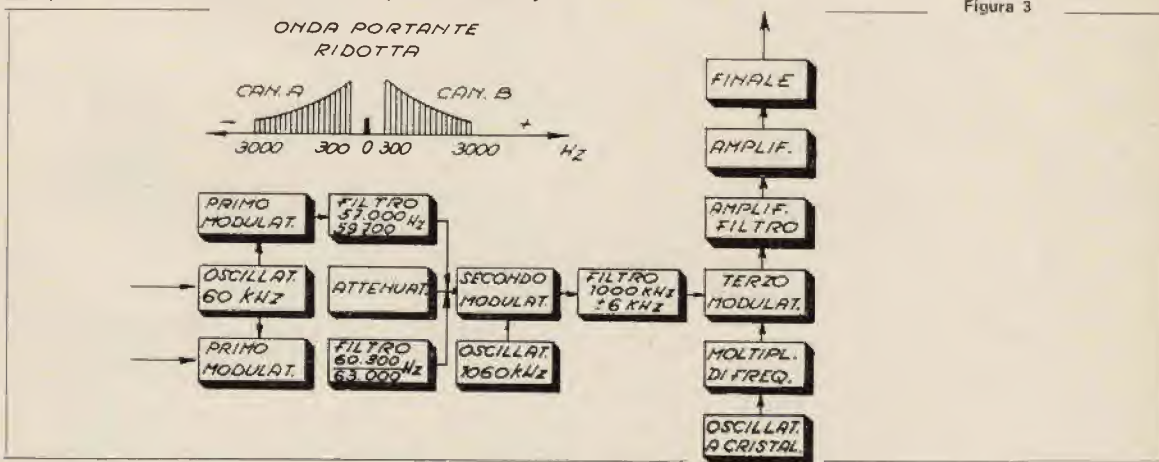 Figura 3
ONDA PORTANTE
RIDOTTA
CAN. A
CAN. B
-
+
3000 300 0 300 3000 HZ
FINALE
AMPLIF.
AMPLIF.
FILTRO
PRIMO
MODULAT.
FILTRO
57.000 Hz
59.700
OSCILLAT.
60 KHZ
ATTENUAT.
SECONDO
MODULAT.
FILTRO
1000 KHZ
±6 KHZ
TERZO
MODULAT.
PRIMO
MODULAT.
FILTRO
60.300 Hz
63.000
OSCILLAT.
1060KHZ
MOLTIPL.
DI FREQ.
OSCILLAT.
A CRISTAL.